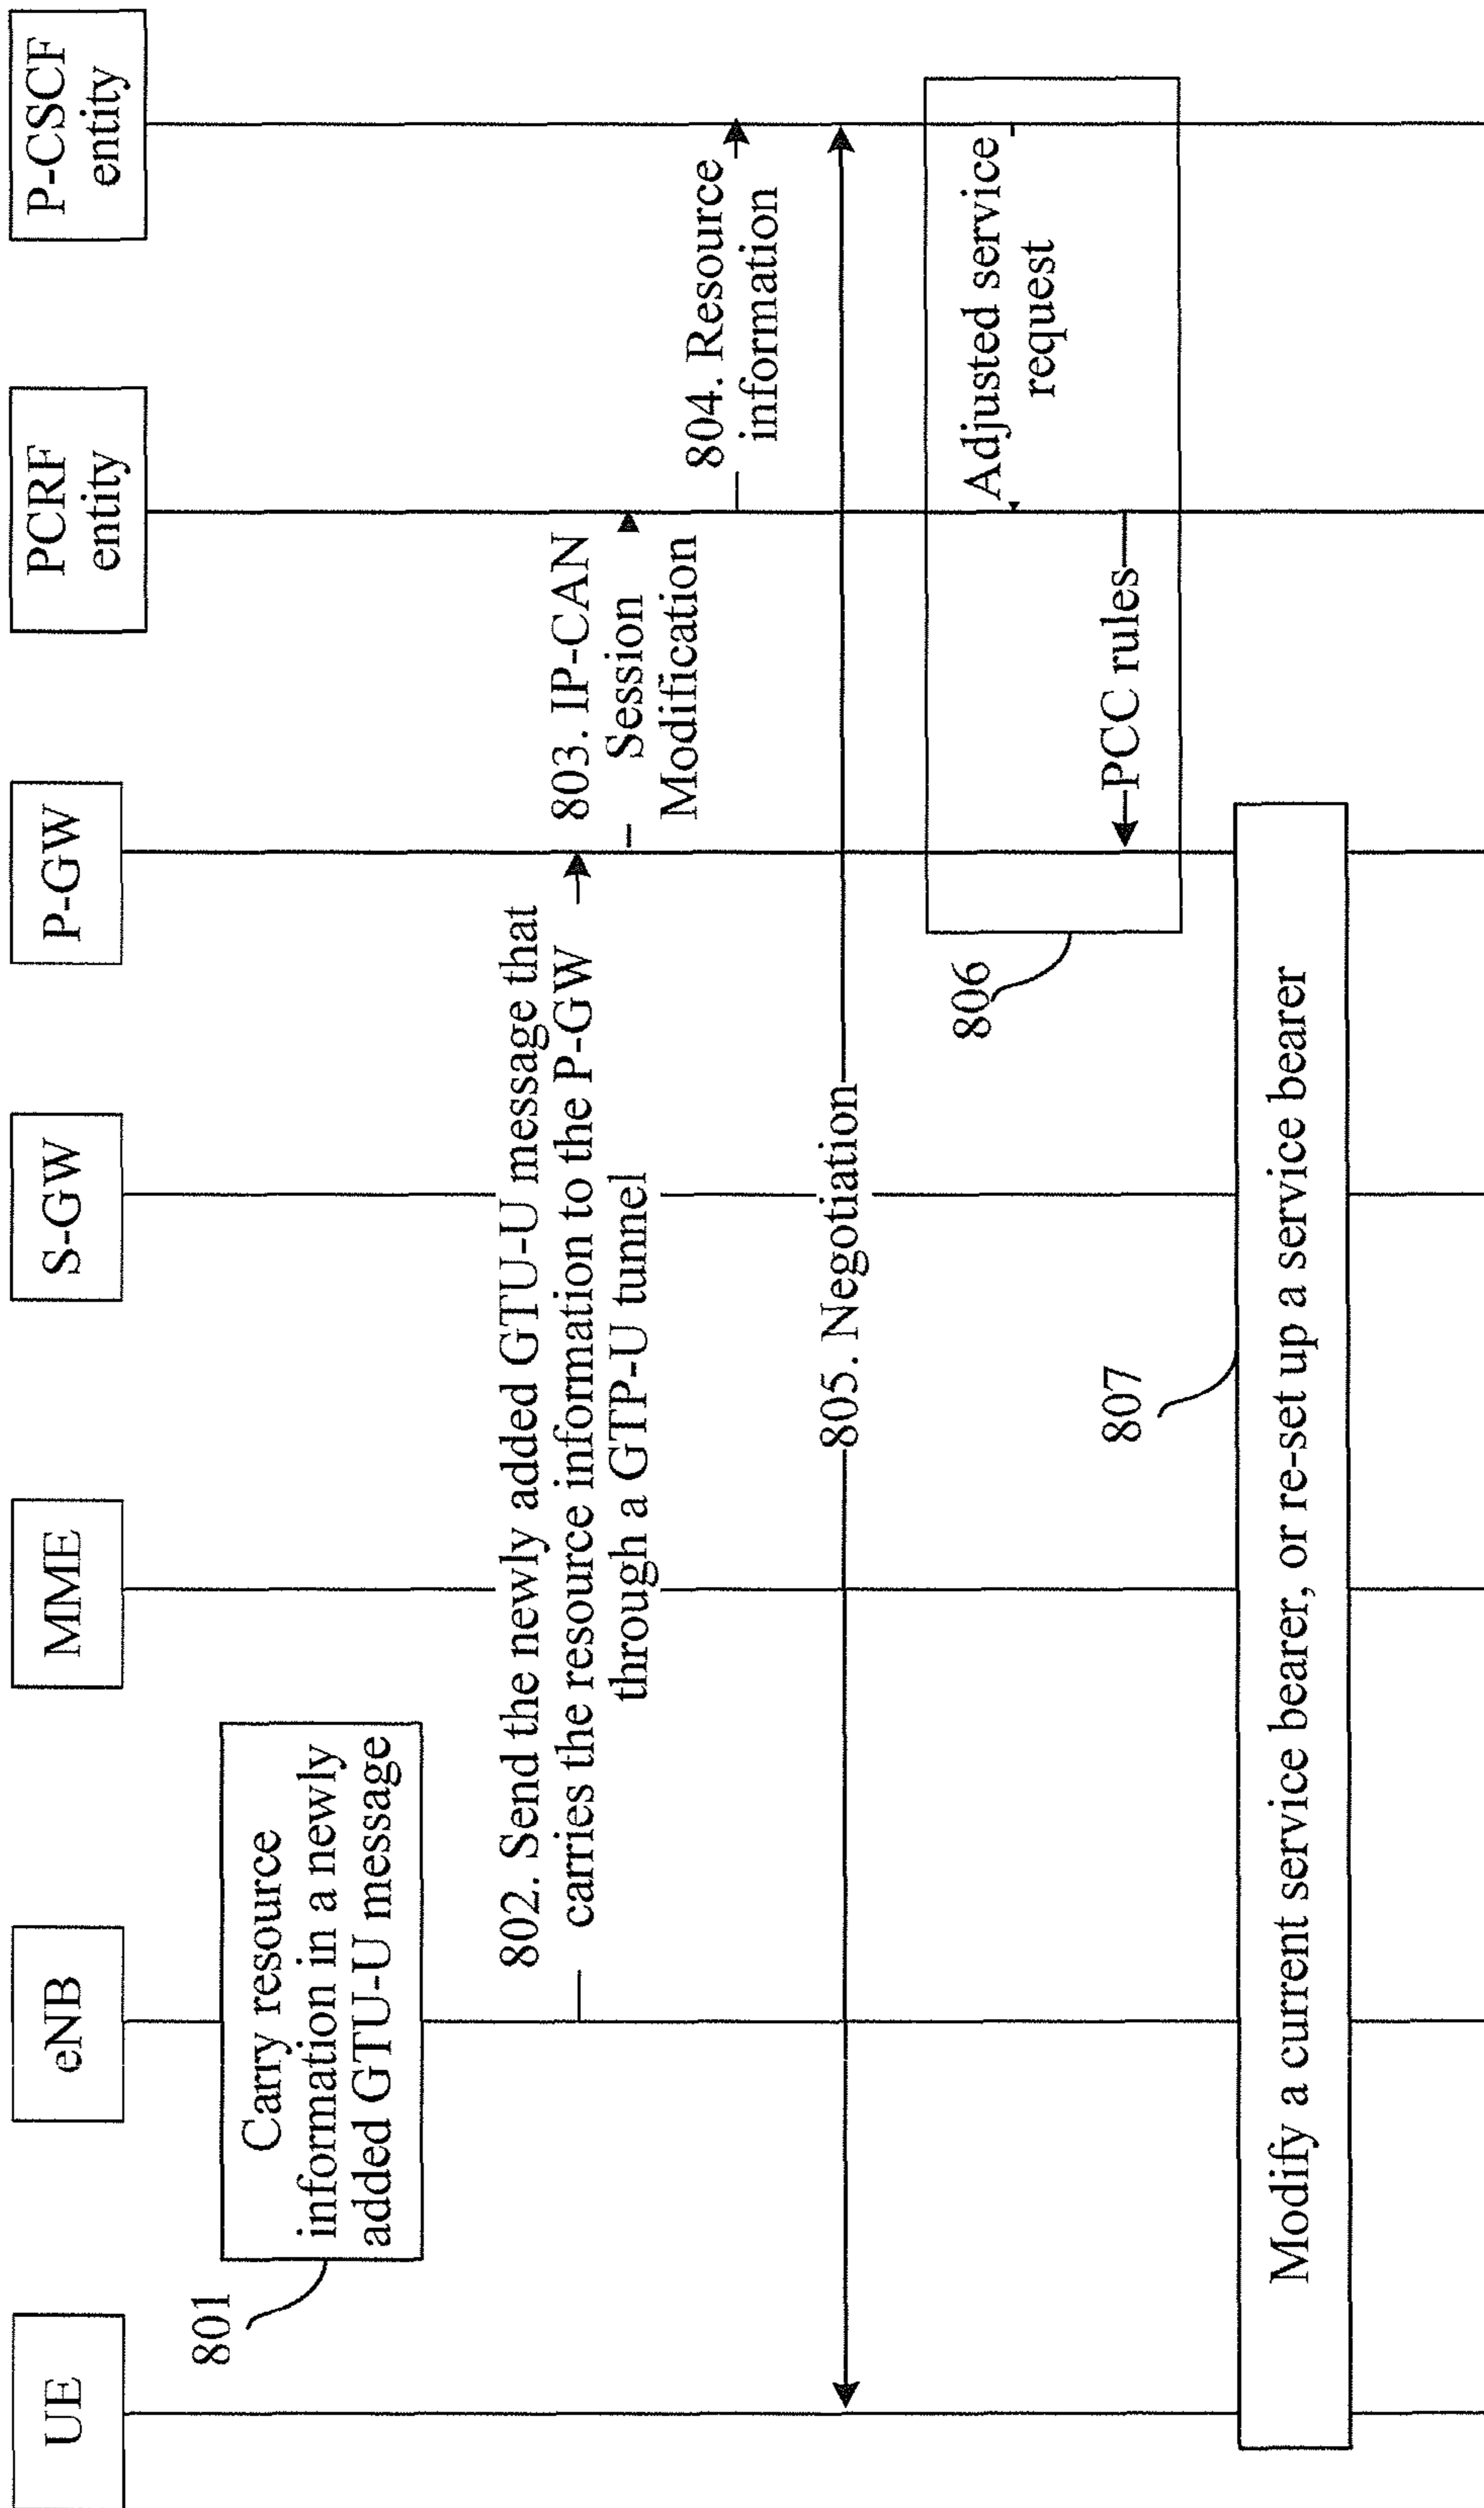 UE
eNB
MME
S-GW
P-GW
PCRF
entity
P-CSCF
entity
801
Carry resource
information in a newly
added GTU-U message
802. Send the newly added GTU-U message that
carries the resource information to the P-GW
through a GTP-U tunnel
803. IP-CAN
Session
Modification
804. Resource
information
805. Negotiation
806
Adjusted service
request
PCC rules
807
Modify a current service bearer, or re-set up a service bearer